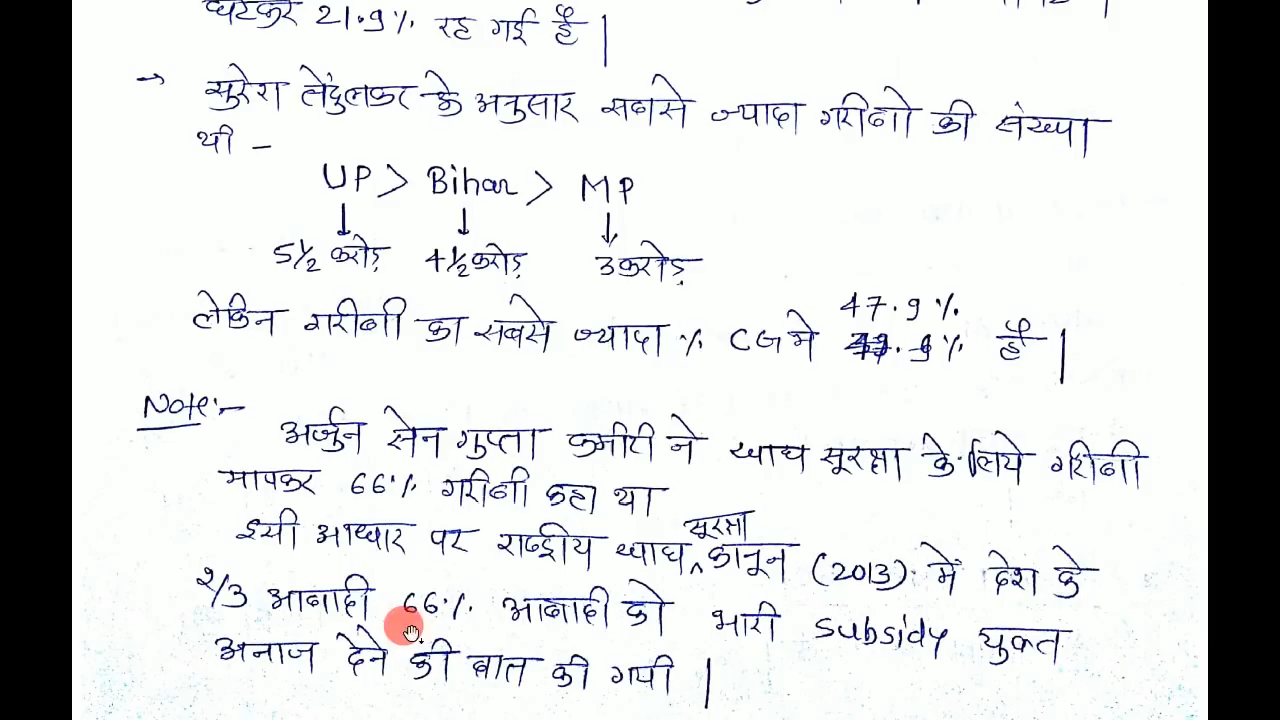 घटकर 21.9% रह गई है |
→ सुरेश तेंदुलकर के अनुसार सबसे ज्यादा गरीबो की संख्या
थी –
UP > Bihar > MP
↓ ↓ ↓
5½ करोड़ 4½ करोड़ 3 करोड़
47.9%
लेकिन गरीबी का सबसे ज्यादा % CG मे है |
Note:-
अर्जुन सेन गुप्ता कमीटी ने खाद्य सूरक्षा के लिये गरीबी
मापकर 66% गरीबी कहा था
सूरक्षा
इसी आधार पर राष्ट्रीय खाद्य ^ कानून (2013) में देश के
2/3 आबादी 66% आबादी को भारी subsidy युक्त
अनाज देने की बात की गयी |